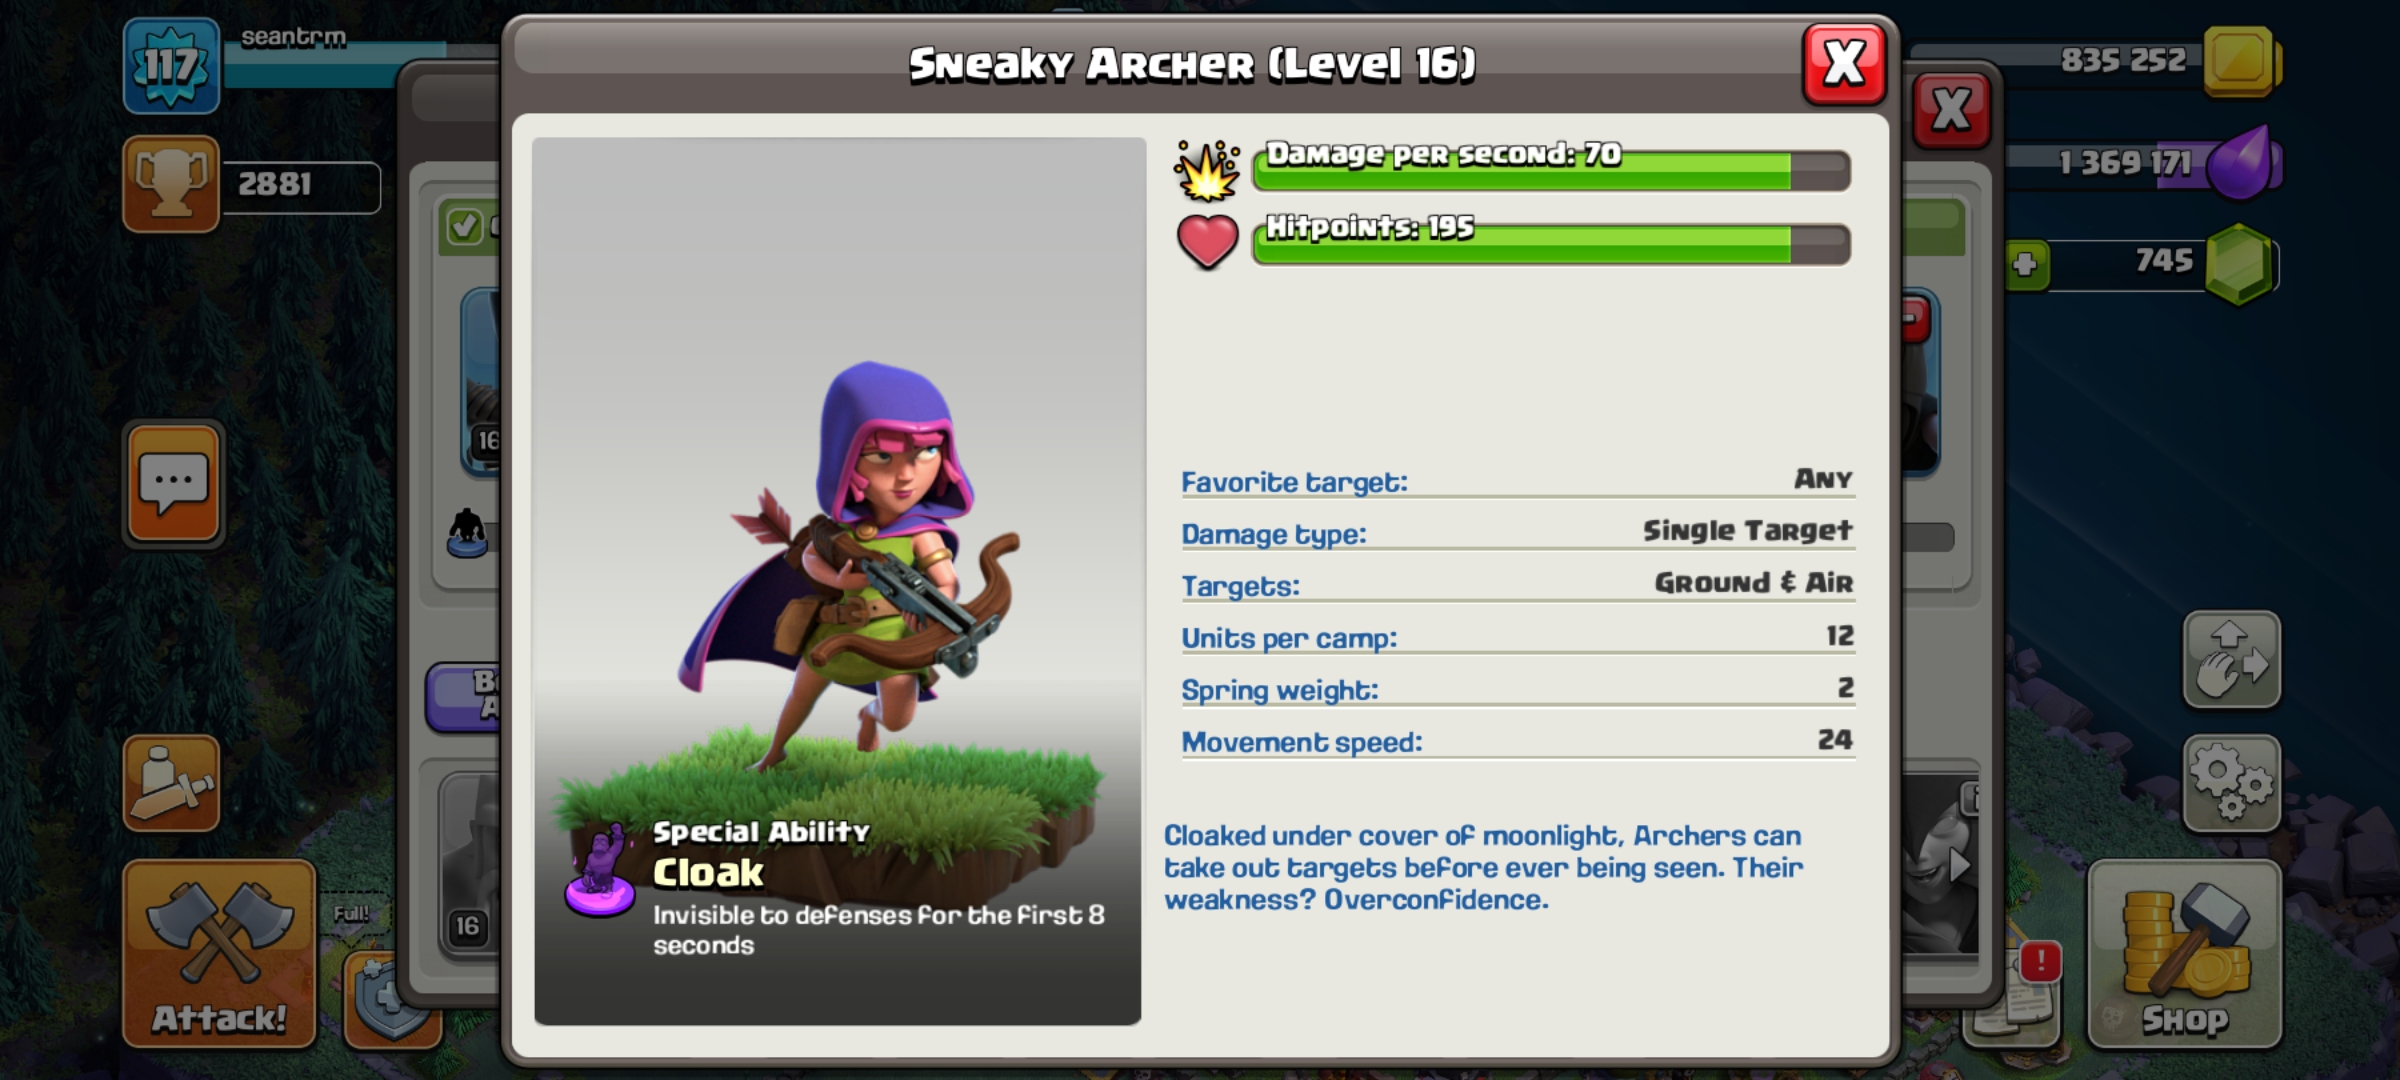 117
seantrm
2881
Sneaky Archer (Level 16)
X
X
835 252
1 369 171
745
Damage per second: 70
Hitpoints: 195
Favorite target: Any
Damage type: Single Target
Targets: Ground & Air
Units per camp: 12
Spring weight: 2
Movement speed: 24
Cloaked under cover of moonlight, Archers can
take out targets before ever being seen. Their
weakness? Overconfidence.
Special Ability
Cloak
Invisible to defenses for the first 8
seconds
16
16
Full!
Attack!
!
Shop